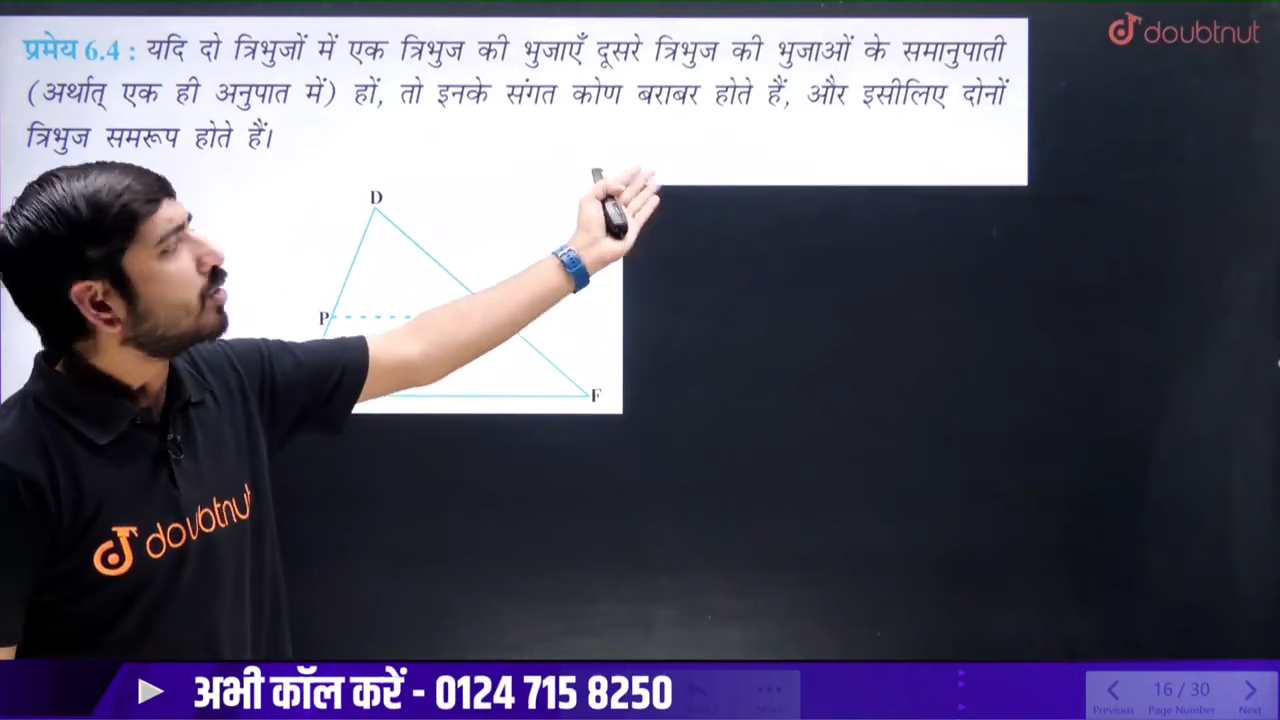 प्रमेय 6.4 : यदि दो त्रिभुजों में एक त्रिभुज की भुजाएँ दूसरे त्रिभुज की भुजाओं के समानुपाती
(अर्थात् एक ही अनुपात में) हों, तो इनके संगत कोण बराबर होते हैं, और इसीलिए दोनों
त्रिभुज समरूप होते हैं।
doubtnut
D
P
F
doubtnut
अभी कॉल करें - 0124 715 8250
16 / 30
Previous Page Number Next